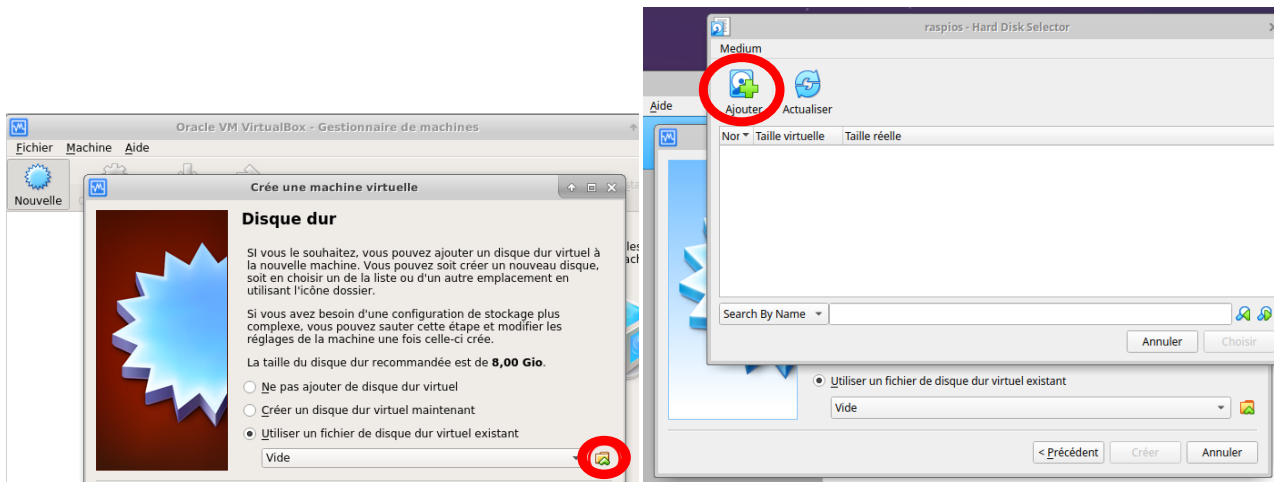 Oracle VM VirtualBox - Gestionnaire de machines
Fichier Machine Aide
Nouvelle
Crée une machine virtuelle
Disque dur
SI vous le souhaitez, vous pouvez ajouter un disque dur virtuel à
la nouvelle machine. Vous pouvez soit créer un nouveau disque,
soit en choisir un de la liste ou d'un autre emplacement en
utilisant l'icône dossier.
Si vous avez besoin d'une configuration de stockage plus
complexe, vous pouvez sauter cette étape et modifier les
réglages de la machine une fois celle-ci crée.
La taille du disque dur recommandée est de 8,00 Gio.
Ne pas ajouter de disque dur virtuel
Créer un disque dur virtuel maintenant
Utiliser un fichier de disque dur virtuel existant
Vide
raspios - Hard Disk Selector
Medium
Ajouter Actualiser
Aide
Nor Taille virtuelle Taille réelle
Search By Name
Annuler Choisir
Utiliser un fichier de disque dur virtuel existant
Vide
< Précédent Créer Annuler